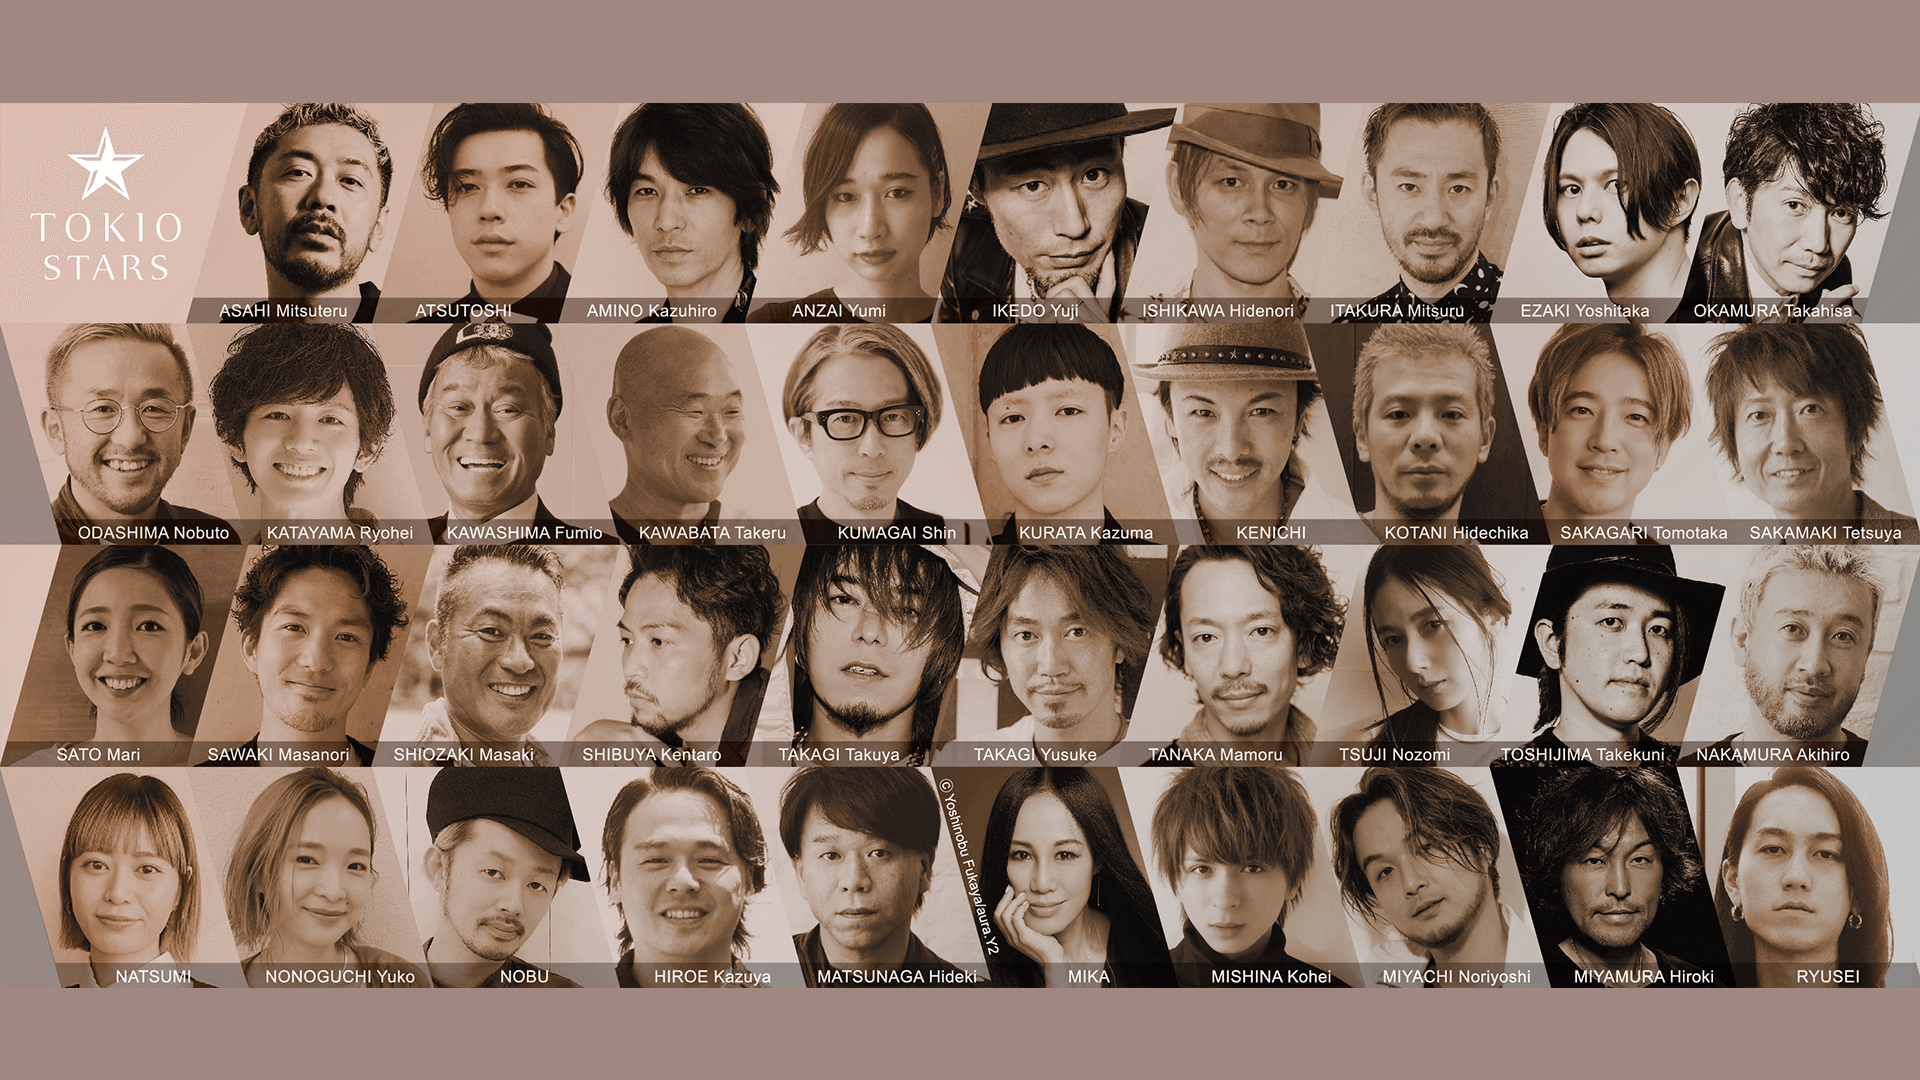 TOKIO
STARS
ASAHI Mitsuteru
ATSUTOSHI
AMINO Kazuhiro
ANZAI Yumi
IKEDO Yuji
ISHIKAWA Hidenori
ITAKURA Mitsuru
EZAKI Yoshitaka
OKAMURA Takahisa
ODASHIMA Nobuto
KATAYAMA Ryohei
KAWASHIMA Fumio
KAWABATA Takeru
KUMAGAI Shin
KURATA Kazuma
KENICHI
KOTANI Hidechika
SAKAGARI Tomotaka
SAKAMAKI Tetsuya
SATO Mari
SAWAKI Masanori
SHIOZAKI Masaki
SHIBUYA Kentaro
TAKAGI Takuya
TAKAGI Yusuke
TANAKA Mamoru
TSUJI Nozomi
TOSHIJIMA Takekuni
NAKAMURA Akihiro
NATSUMI
NONOGUCHI Yuko
NOBU
HIROE Kazuya
MATSUNAGA Hideki
© Yoshinobu Fukaya/aura.Y2
MIKA
MISHINA Kohei
MIYACHI Noriyoshi
MIYAMURA Hiroki
RYUSEI